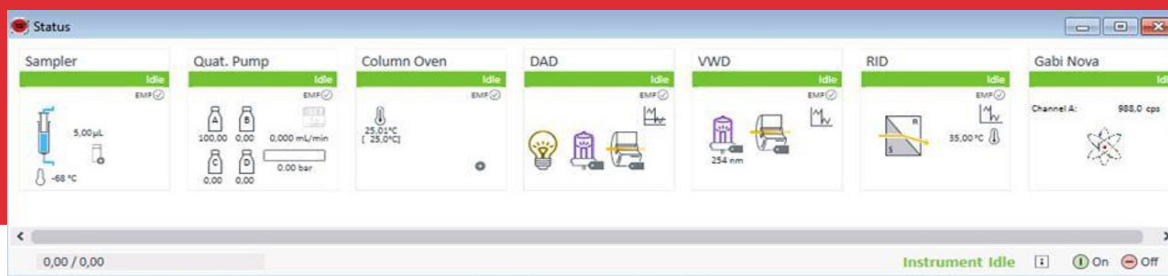 Status
Sampler
Idle
EMF
5,00µL
-68 °C
Quat. Pump
Idle
EMF
A
B
100,00 0,00 0.000 mL/min
C
D
0,00 0,00
0.00 bar
Column Oven
Idle
EMF
25,01°C
[ 25,0°C]
DAD
Idle
EMF
VWD
Idle
EMF
254 nm
RID
Idle
EMF
R
S
35,00 °C
Gabi Nova
Idl
Channel A: 988,0 cps
0,00 / 0,00
Instrument Idle
i
On
Off